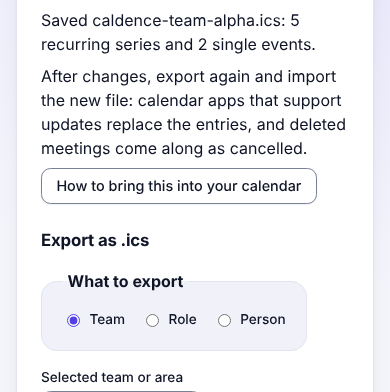 Saved caldence-team-alpha.ics: 5
recurring series and 2 single events.
After changes, export again and import
the new file: calendar apps that support
updates replace the entries, and deleted
meetings come along as cancelled.
How to bring this into your calendar
Export as .ics
What to export
Team Role Person
Selected team or area